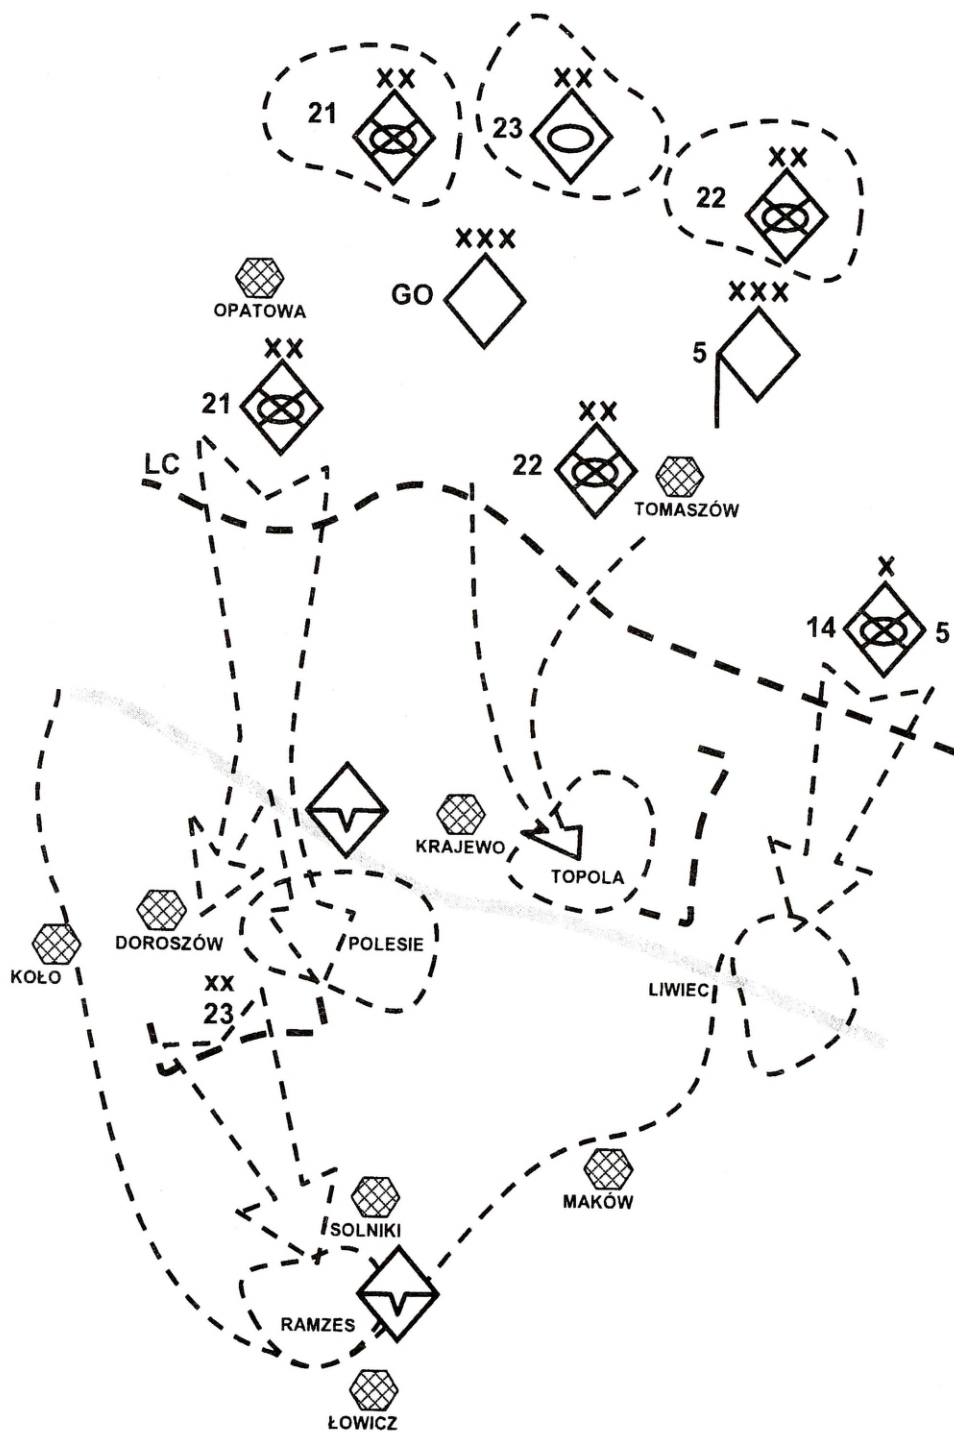 XX
XX
21
23
XX
22
XXX
GO
OPATOWA
XXX
5
XX
21
XX
22
LC
TOMASZÓW
X
14
5
KRAJEWO
TOPOLA
DOROSZÓW
POLESIE
KOŁO
XX
23
LIWIEC
MAKÓW
SOLNIKI
RAMZES
ŁOWICZ